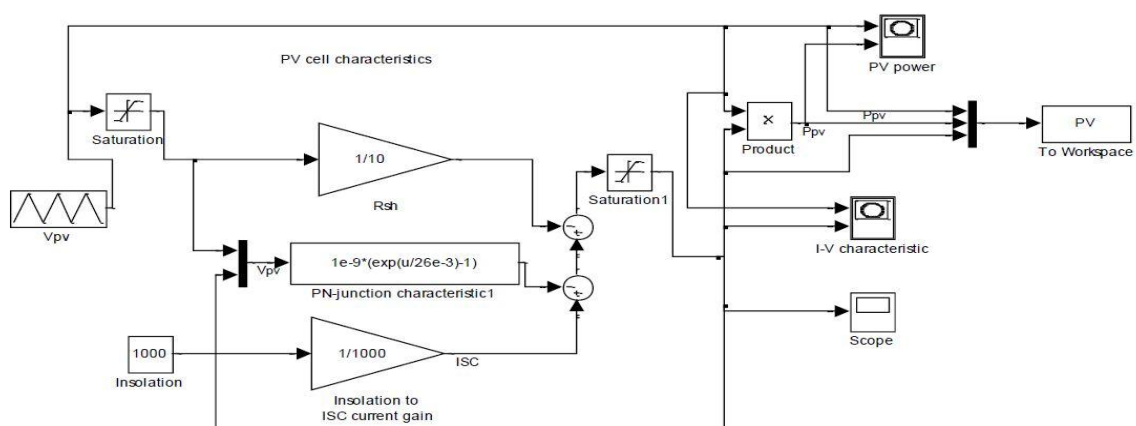 PV cell characteristics
PV power
Saturation
1/10
Rsh
Saturation1
×
Product
Ppv
Ppv
PV
To Workspace
Vpv
I-V characteristic
Vpv
1e-9*(exp(u/26e-3)-1)
PN-junction characteristic1
Scope
1000
Insolation
1/1000
ISC
Insolation to
ISC current gain